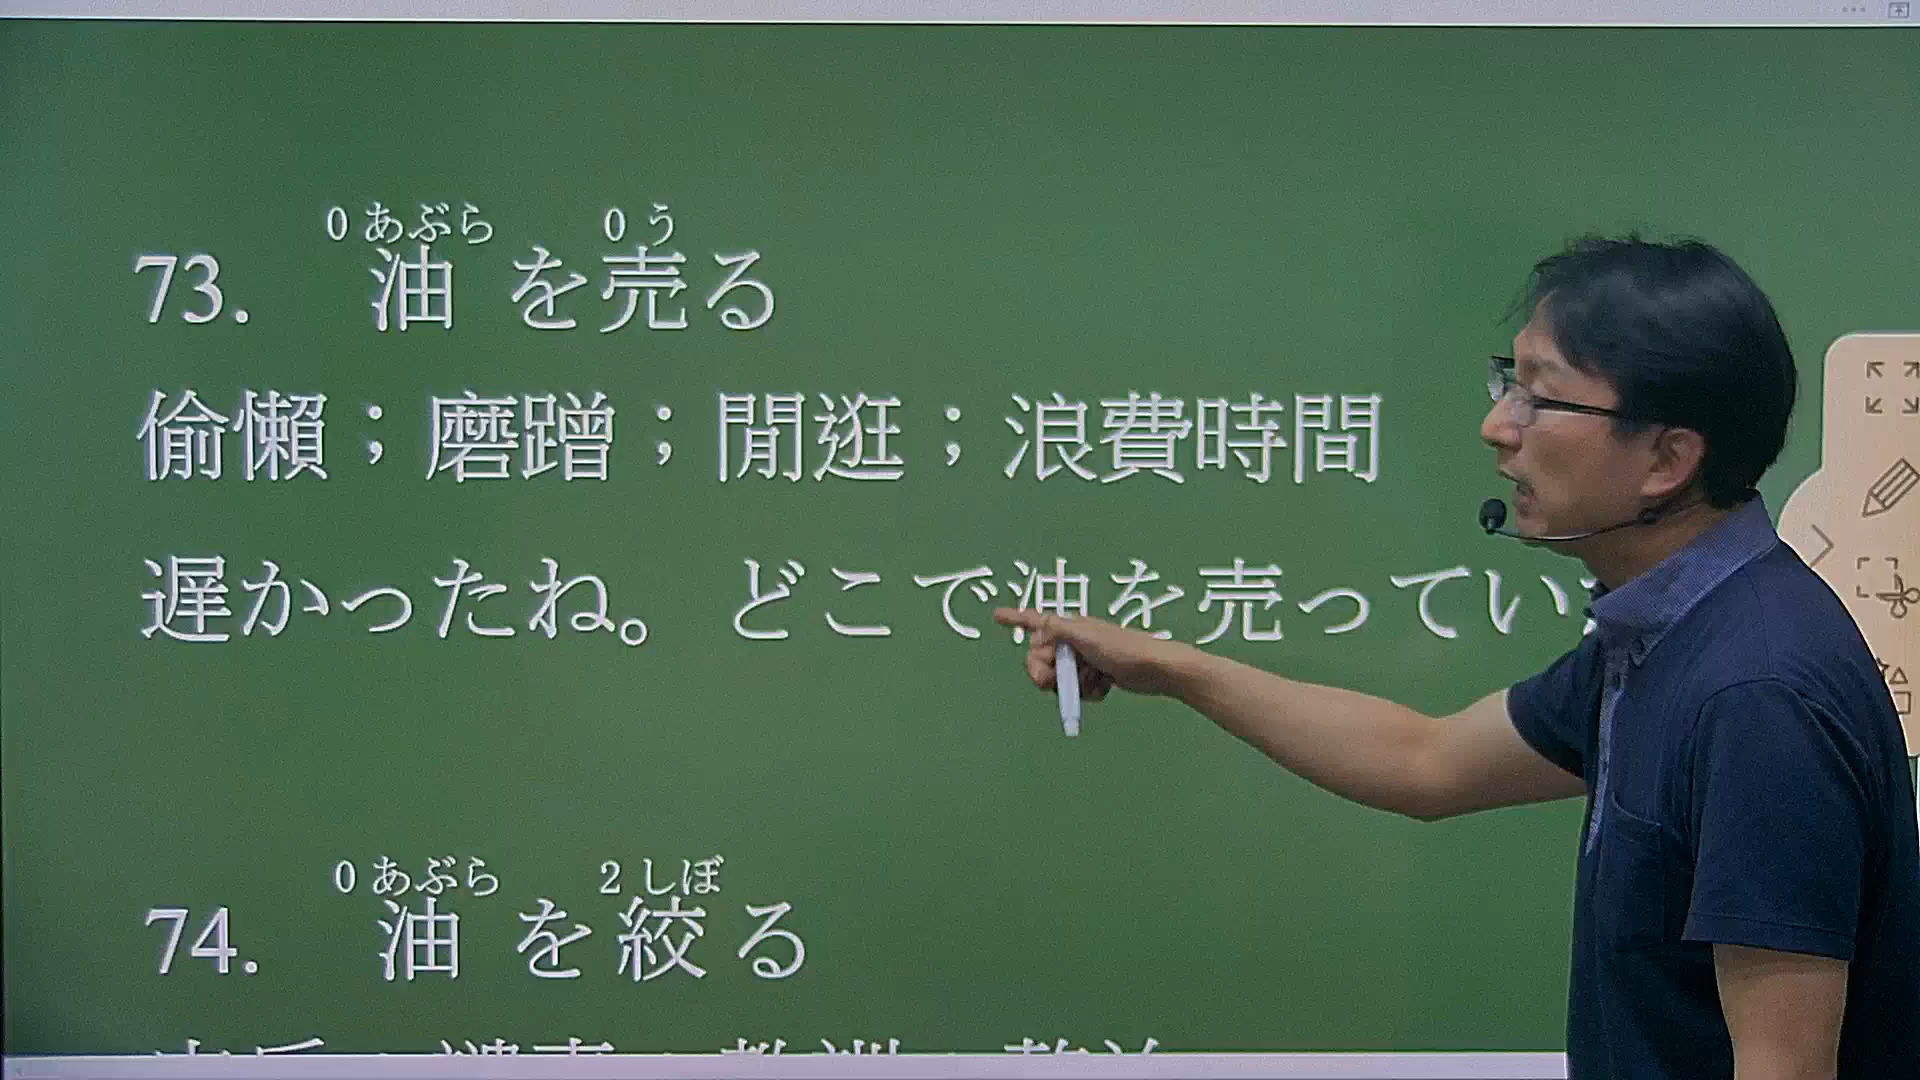 0 あぶら 0 う
73. 油を売る
偷懶；磨蹭；閒逛；浪費時間
遅かったね。どこで油を売ってい
0 あぶら 2 しぼ
74. 油を絞る